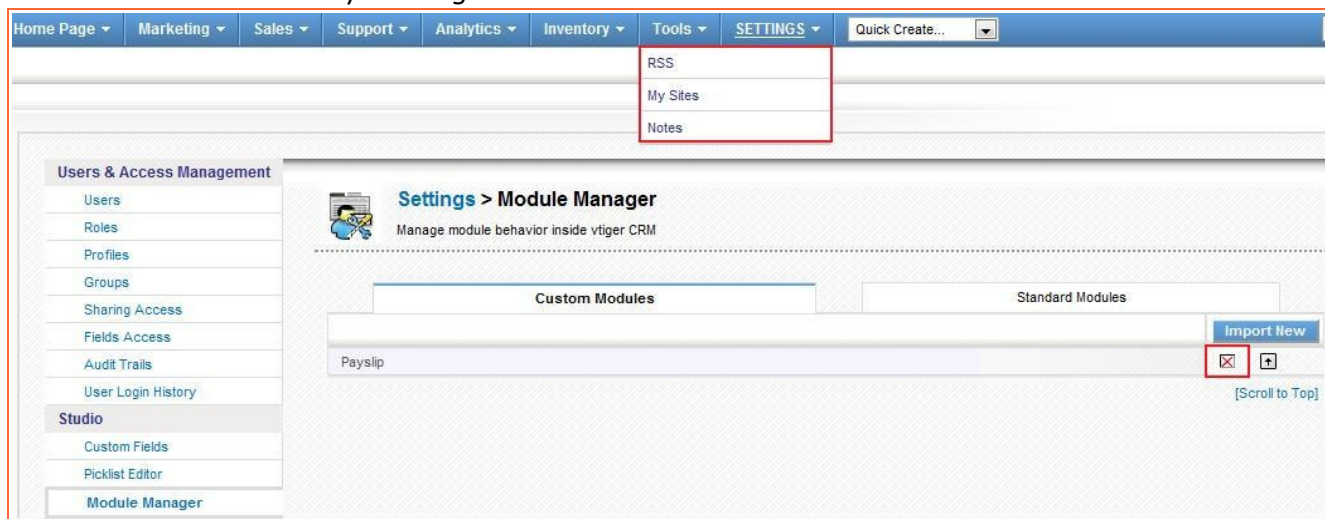 Home Page Marketing Sales Support Analytics Inventory Tools SETTINGS Quick Create...
RSS
My Sites
Notes
Users & Access Management
Users
Roles
Profiles
Groups
Sharing Access
Fields Access
Audit Trails
User Login History
Studio
Custom Fields
Picklist Editor
Module Manager
Settings > Module Manager
Manage module behavior inside vtiger CRM
Custom Modules Standard Modules
Import New
Payslip
[Scroll to Top]